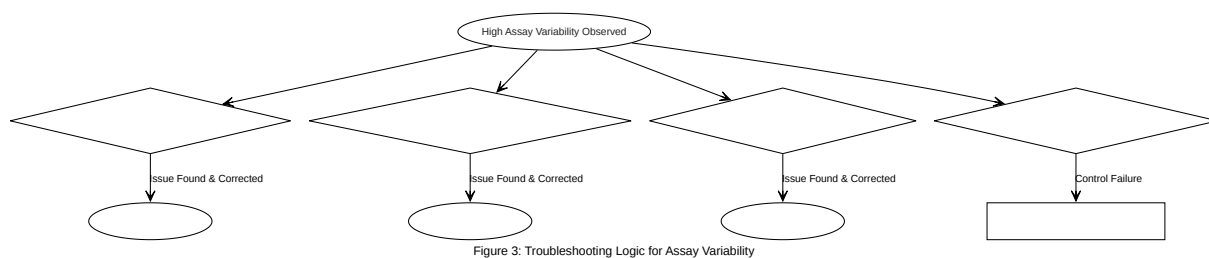 High Assay Variability Observed
Issue Found & Corrected
Issue Found & Corrected
Issue Found & Corrected
Control Failure
Figure 3: Troubleshooting Logic for Assay Variability